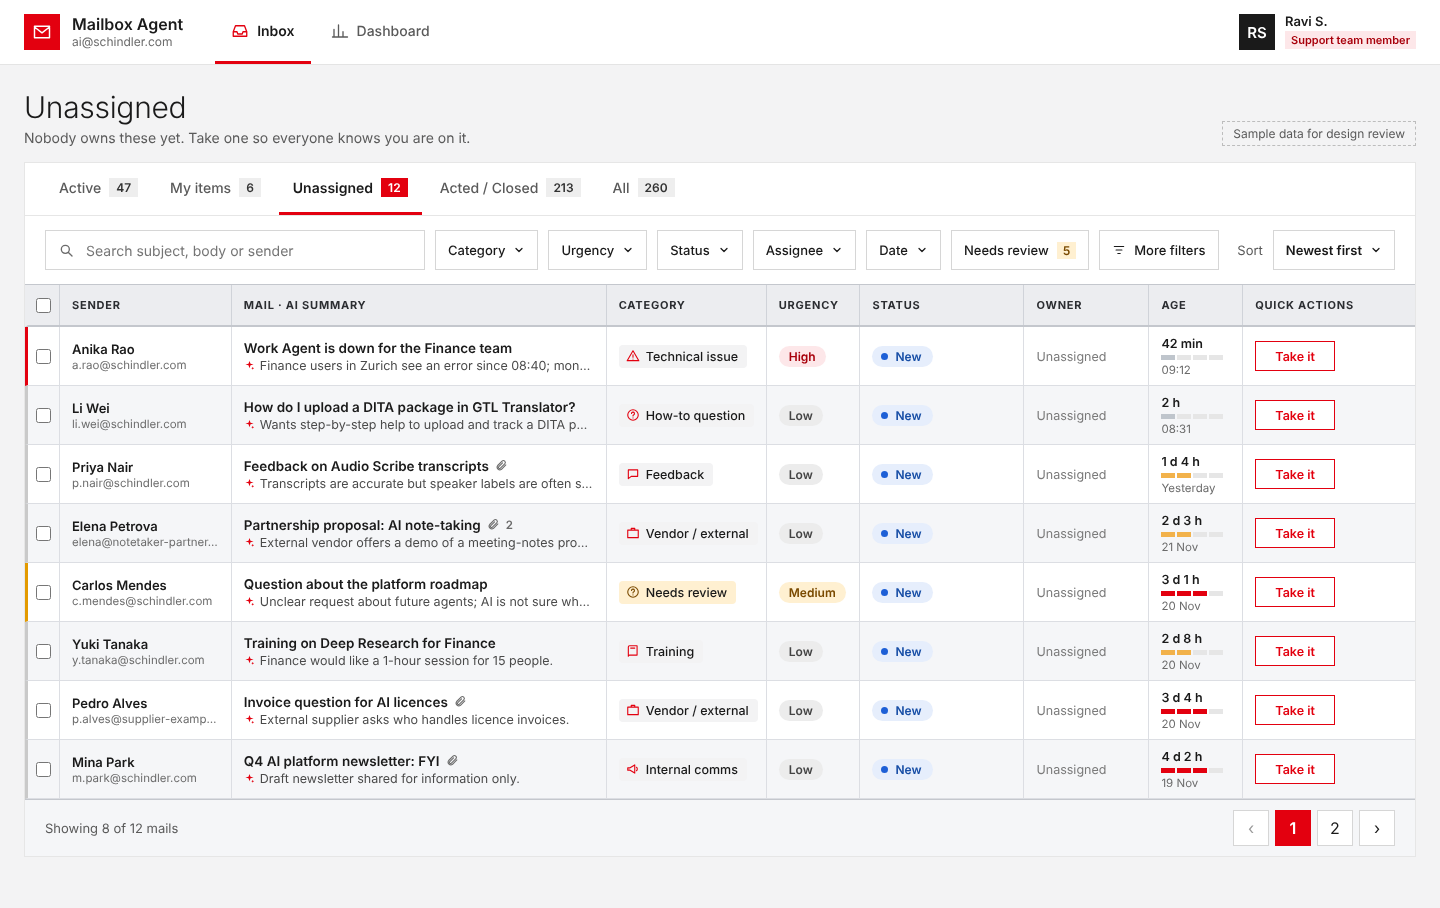 Mailbox Agent
ai@schindler.com
Inbox
Dashboard
RS
Ravi S.
Support team member
Unassigned
Nobody owns these yet. Take one so everyone knows you are on it.
Sample data for design review
Active 47
My items 6
Unassigned 12
Acted / Closed 213
All 260
Search subject, body or sender
Category
Urgency
Status
Assignee
Date
Needs review 5
More filters
Sort
Newest first
SENDER
MAIL · AI SUMMARY
CATEGORY
URGENCY
STATUS
OWNER
AGE
QUICK ACTIONS
Anika Rao
a.rao@schindler.com
Work Agent is down for the Finance team
Finance users in Zurich see an error since 08:40; mon...
Technical issue
High
New
Unassigned
42 min
09:12
Take it
Li Wei
li.wei@schindler.com
How do I upload a DITA package in GTL Translator?
Wants step-by-step help to upload and track a DITA p...
How-to question
Low
New
Unassigned
2 h
08:31
Take it
Priya Nair
p.nair@schindler.com
Feedback on Audio Scribe transcripts
Transcripts are accurate but speaker labels are often s...
Feedback
Low
New
Unassigned
1 d 4 h
Yesterday
Take it
Elena Petrova
elena@notetaker-partner...
Partnership proposal: AI note-taking 2
External vendor offers a demo of a meeting-notes pro...
Vendor / external
Low
New
Unassigned
2 d 3 h
21 Nov
Take it
Carlos Mendes
c.mendes@schindler.com
Question about the platform roadmap
Unclear request about future agents; AI is not sure wh...
Needs review
Medium
New
Unassigned
3 d 1 h
20 Nov
Take it
Yuki Tanaka
y.tanaka@schindler.com
Training on Deep Research for Finance
Finance would like a 1-hour session for 15 people.
Training
Low
New
Unassigned
2 d 8 h
20 Nov
Take it
Pedro Alves
p.alves@supplier-examp...
Invoice question for AI licences
External supplier asks who handles licence invoices.
Vendor / external
Low
New
Unassigned
3 d 4 h
20 Nov
Take it
Mina Park
m.park@schindler.com
Q4 AI platform newsletter: FYI
Draft newsletter shared for information only.
Internal comms
Low
New
Unassigned
4 d 2 h
19 Nov
Take it
Showing 8 of 12 mails
‹ 1 2 ›